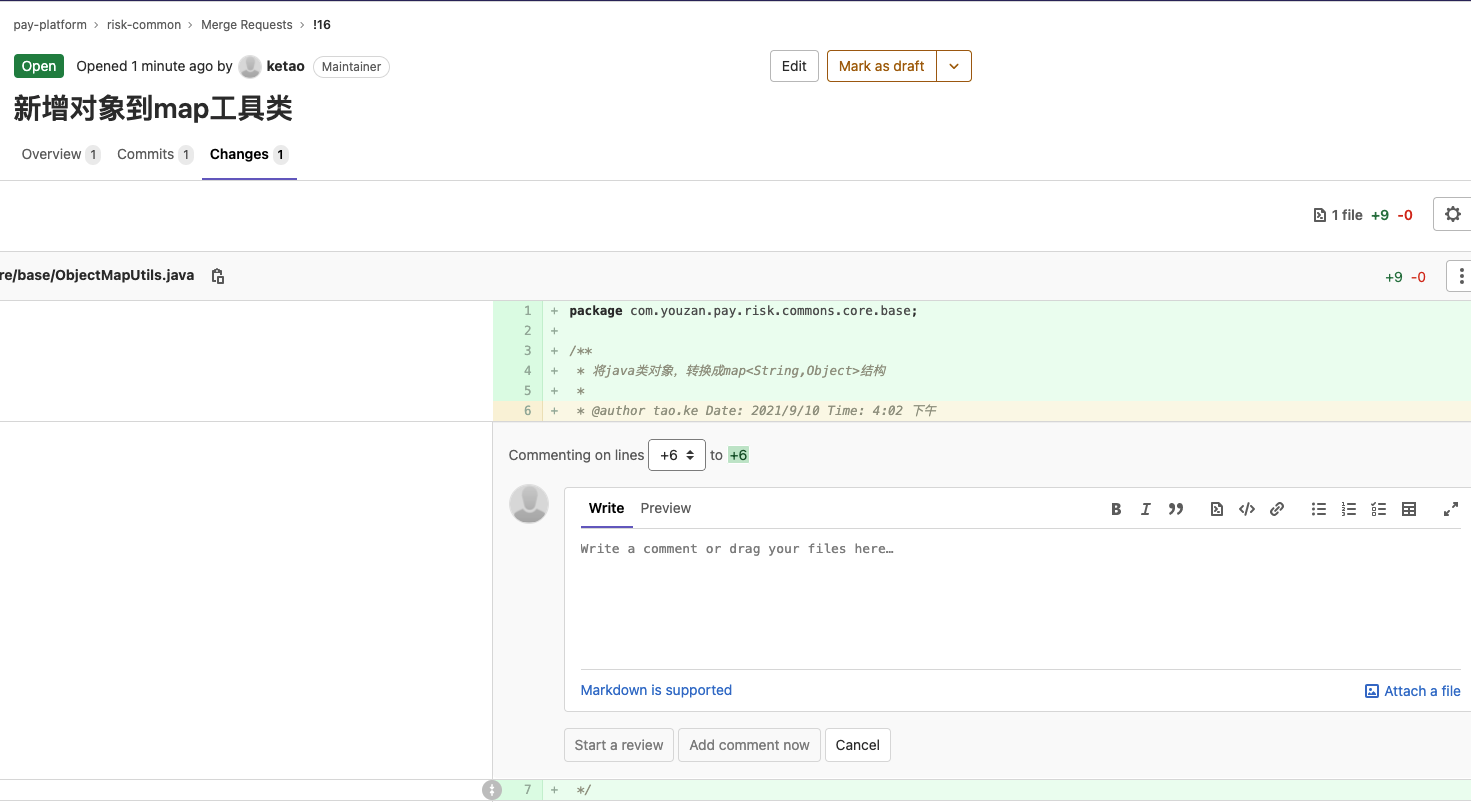 pay-platform › risk-common › Merge Requests › !16
Open Opened 1 minute ago by ketao Maintainer Edit Mark as draft
新增对象到map工具类
Overview 1 Commits 1 Changes 1
1 file +9 -0
re/base/ObjectMapUtils.java +9 -0
1 + package com.youzan.pay.risk.commons.core.base;
2 +
3 + /**
4 + * 将java类对象，转换成map<String,Object>结构
5 + *
6 + * @author tao.ke Date: 2021/9/10 Time: 4:02 下午
Commenting on lines +6 to +6
Write Preview
Write a comment or drag your files here…
Markdown is supported Attach a file
Start a review Add comment now Cancel
7 + */